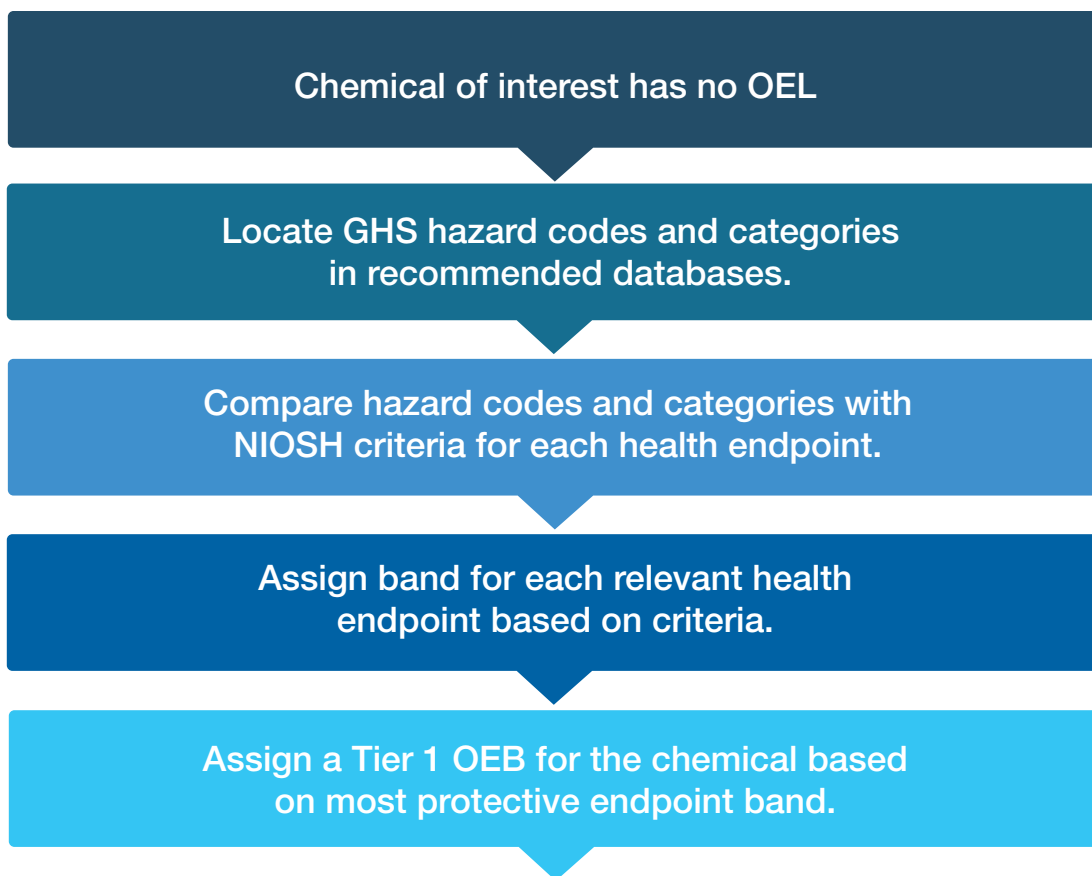 Chemical of interest has no OEL
Locate GHS hazard codes and categories
in recommended databases.
Compare hazard codes and categories with
NIOSH criteria for each health endpoint.
Assign band for each relevant health
endpoint based on criteria.
Assign a Tier 1 OEB for the chemical based
on most protective endpoint band.